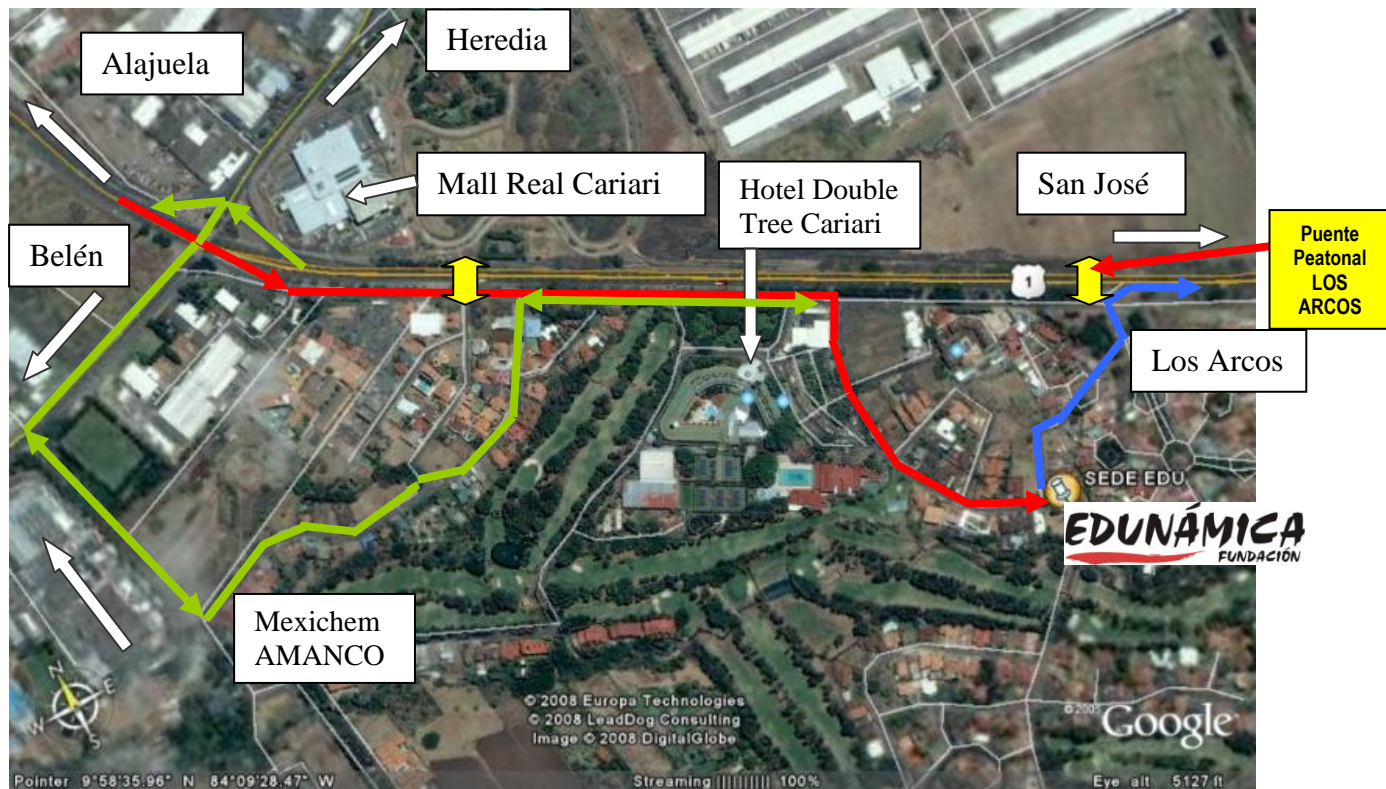 Alajuela
Heredia
Mall Real Cariari
Hotel Double
Tree Cariari
San José
Puente
Peatonal
LOS
ARCOS
Belén
1
Los Arcos
SEDE EDU
EDUNÁMICA
FUNDACIÓN
Mexichem
AMANCO
N
E
W
S
© 2008 Europa Technologies
© 2008 LeadDog Consulting
Image © 2008 DigitalGlobe
© 2005 Google
Pointer 9°58'35.96" N 84°09'28.47" W
Streaming |||||||||| 100%
Eye alt 5127 ft